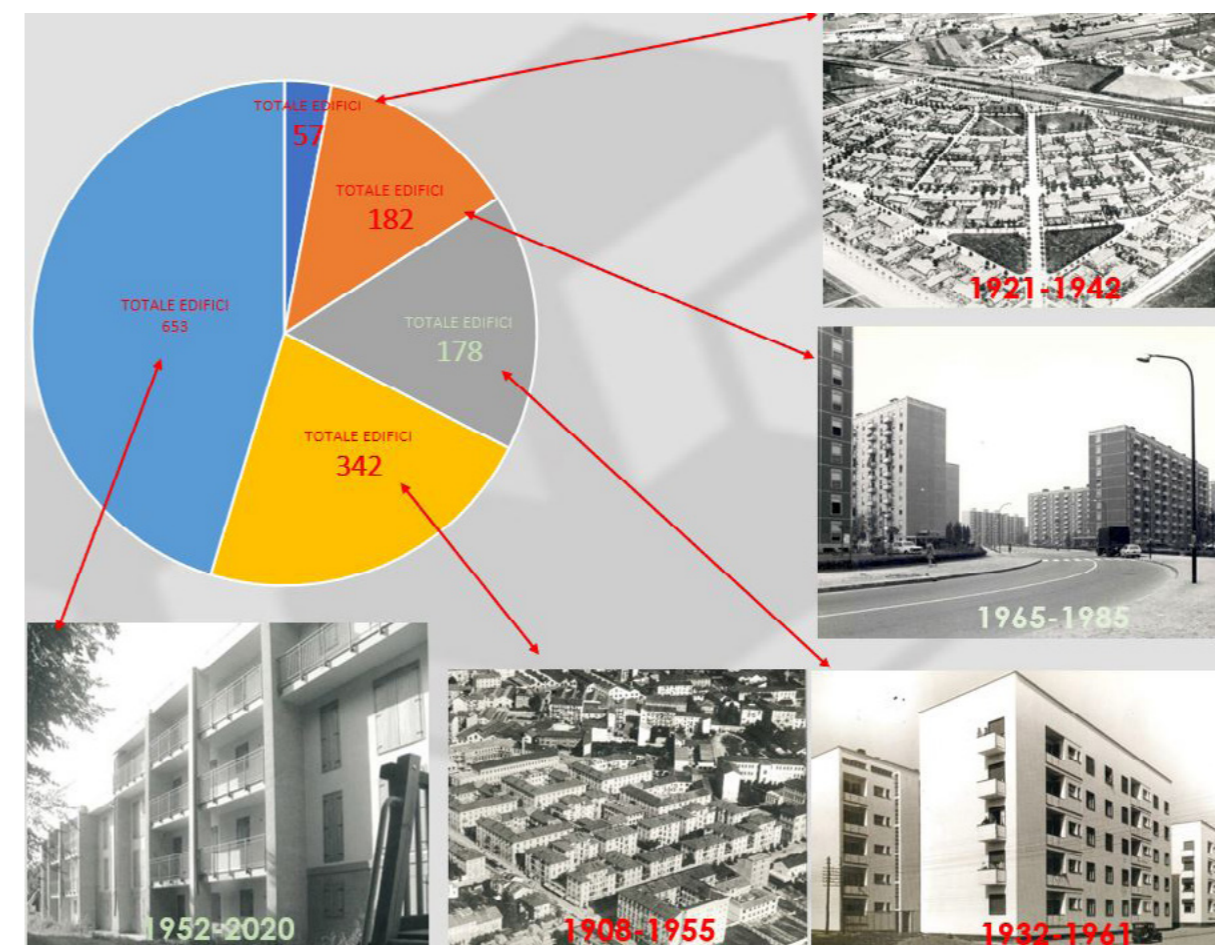 TOTALE EDIFICI
57
TOTALE EDIFICI
182
TOTALE EDIFICI
653
TOTALE EDIFICI
178
TOTALE EDIFICI
342
1921-1942
1965-1985
1952-2020
1908-1955
1932-1961